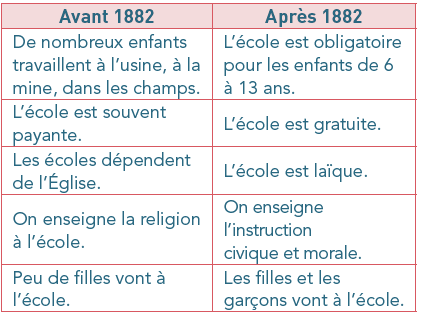 Avant 1882
Après 1882
De nombreux enfants
travaillent à l'usine, à la
mine, dans les champs.
L'école est obligatoire
pour les enfants de 6
à 13 ans.
L'école est souvent
payante.
L'école est gratuite.
Les écoles dépendent
de l'Église.
L'école est laïque.
On enseigne la religion
à l'école.
On enseigne
l'instruction
civique et morale.
Peu de filles vont à
l'école.
Les filles et les
garçons vont à l'école.